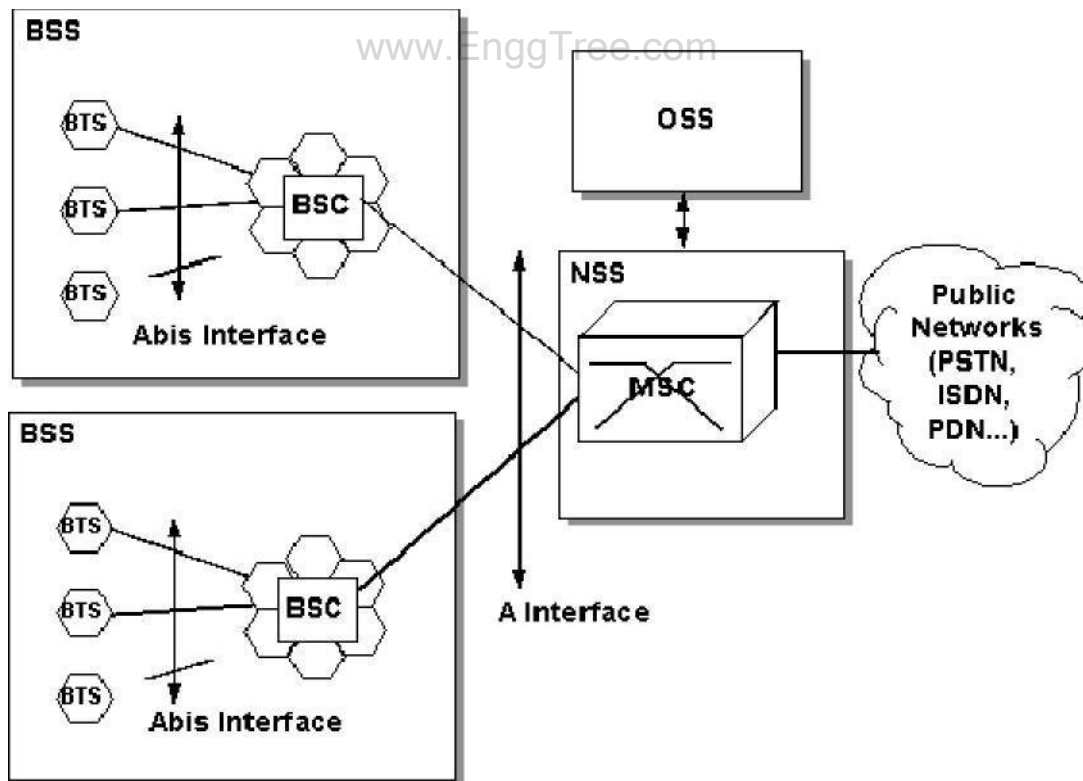 www.EnggTree.com
BSS
BTS
BTS
BTS
BSC
Abis Interface
OSS
NSS
MSC
Public
Networks
(PSTN,
ISDN,
PDN...)
A Interface
BSS
BTS
BTS
BTS
BSC
Abis Interface